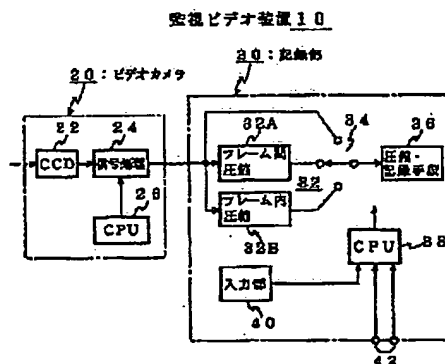 監視ビデオ装置10
30:記録部
20:ビデオカメラ
22
24
32A
34
36
CCD
信号処理
フレーム間
圧縮
圧縮・
記録手段
32
フレーム内
圧縮
CPU
26
32B
CPU
38
入力部
40
42